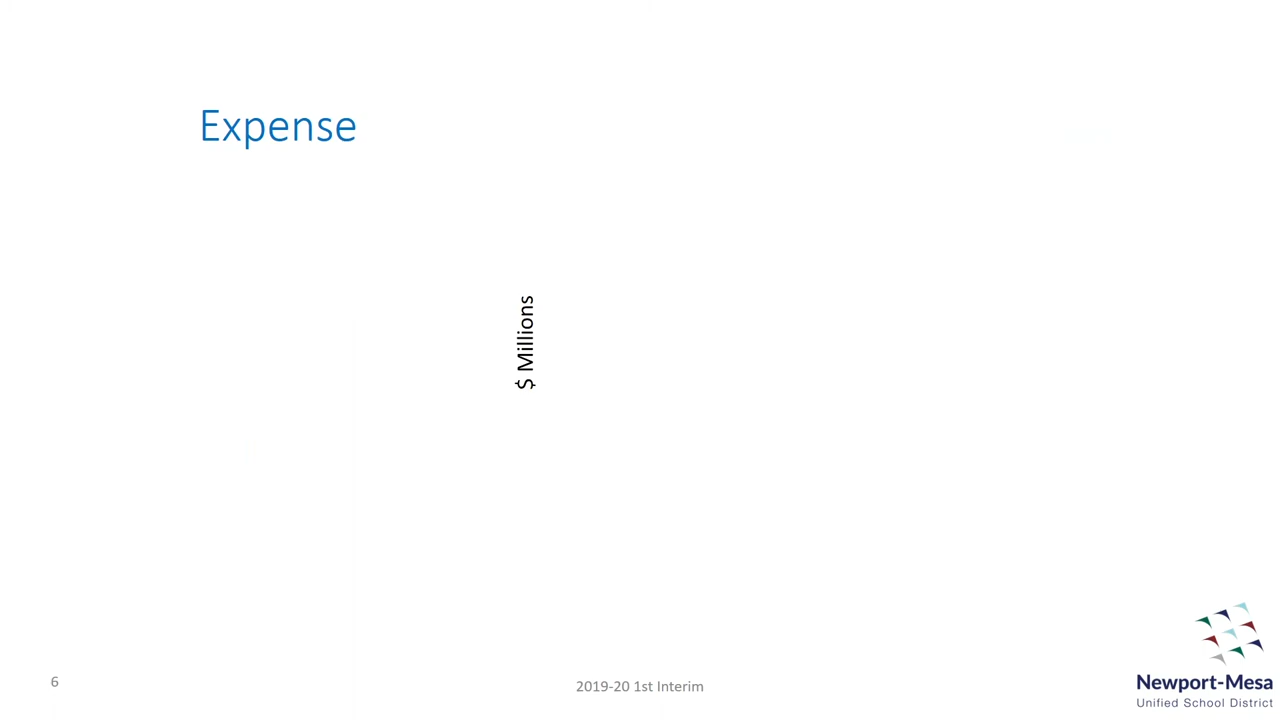 Expense
$ Millions
6
2019-20 1st Interim
Newport-Mesa
Unified School District